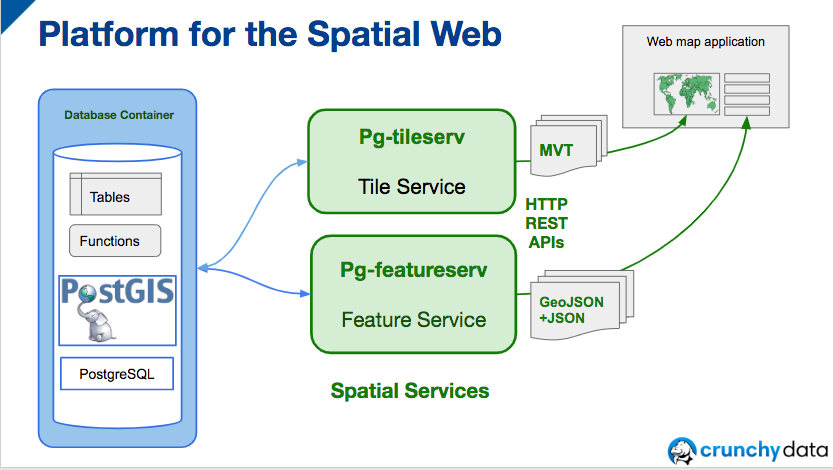 Platform for the Spatial Web
Database Container
Tables
Functions
PostGIS
PostgreSQL
Pg-tileserv
Tile Service
Pg-featureserv
Feature Service
Spatial Services
MVT
HTTP
REST
APIs
GeoJSON
+JSON
Web map application
crunchydata